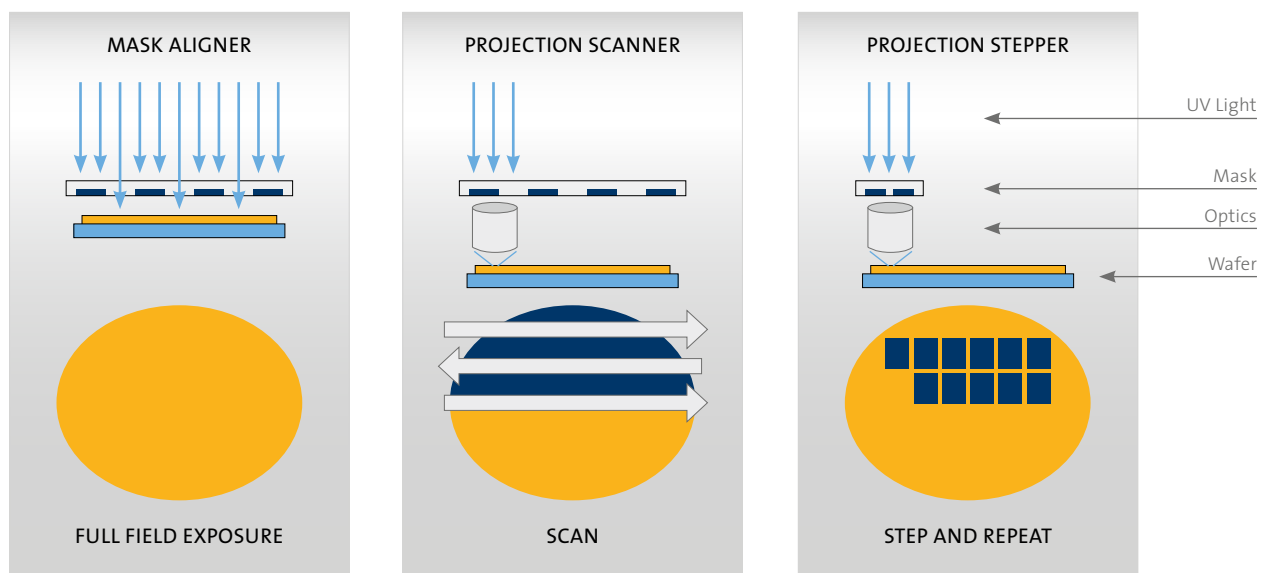 MASK ALIGNER
FULL FIELD EXPOSURE
PROJECTION SCANNER
SCAN
PROJECTION STEPPER
STEP AND REPEAT
UV Light
Mask
Optics
Wafer